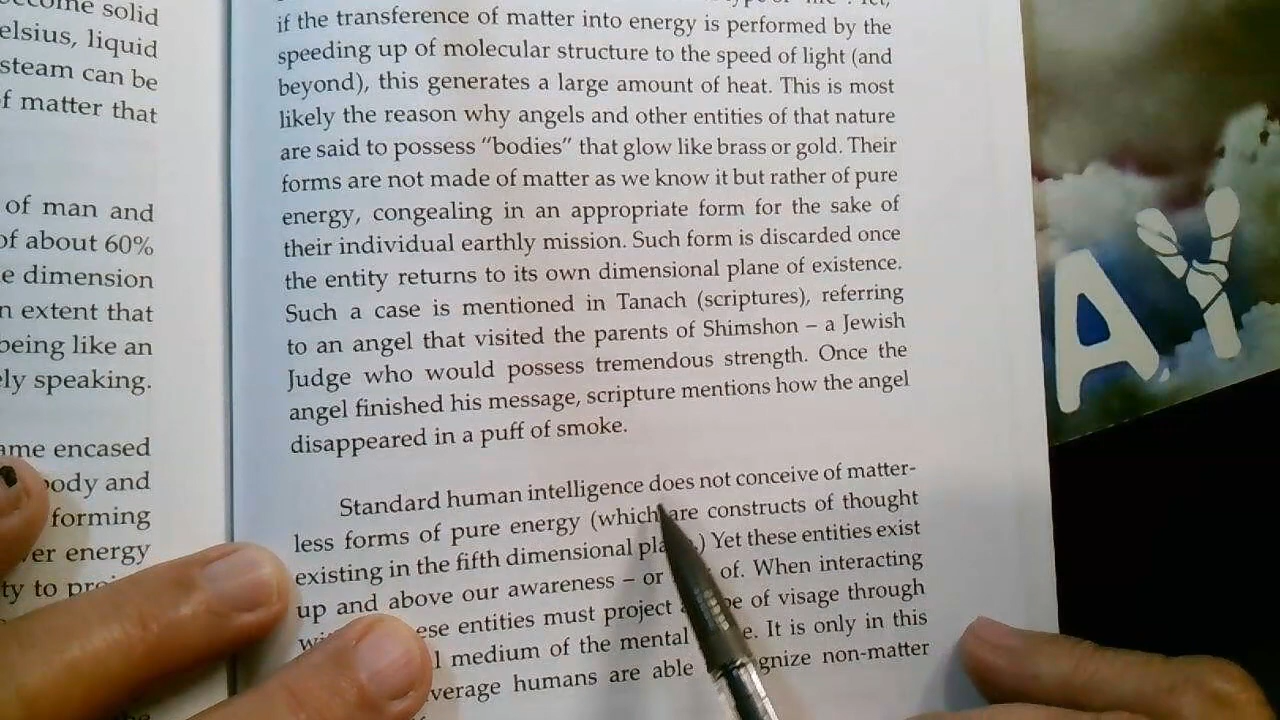 ecome solid
elsius, liquid
steam can be
f matter that
of man and
of about 60%
e dimension
n extent that
being like an
ly speaking.
ame encased
body and
forming
er energy
ty to
if the transference of matter into energy is performed by the
speeding up of molecular structure to the speed of light (and
beyond), this generates a large amount of heat. This is most
likely the reason why angels and other entities of that nature
are said to possess “bodies” that glow like brass or gold. Their
forms are not made of matter as we know it but rather of pure
energy, congealing in an appropriate form for the sake of
their individual earthly mission. Such form is discarded once
the entity returns to its own dimensional plane of existence.
Such a case is mentioned in Tanach (scriptures), referring
to an angel that visited the parents of Shimshon – a Jewish
Judge who would possess tremendous strength. Once the
angel finished his message, scripture mentions how the angel
disappeared in a puff of smoke.
Standard human intelligence does not conceive of matter-
less forms of pure energy (which are constructs of thought
existing in the fifth dimensional ) Yet these entities exist
up and above our awareness – or of. When interacting
ese entities must project of visage through
l medium of the mental . It is only in this
verage humans are able gnize non-matter
AY